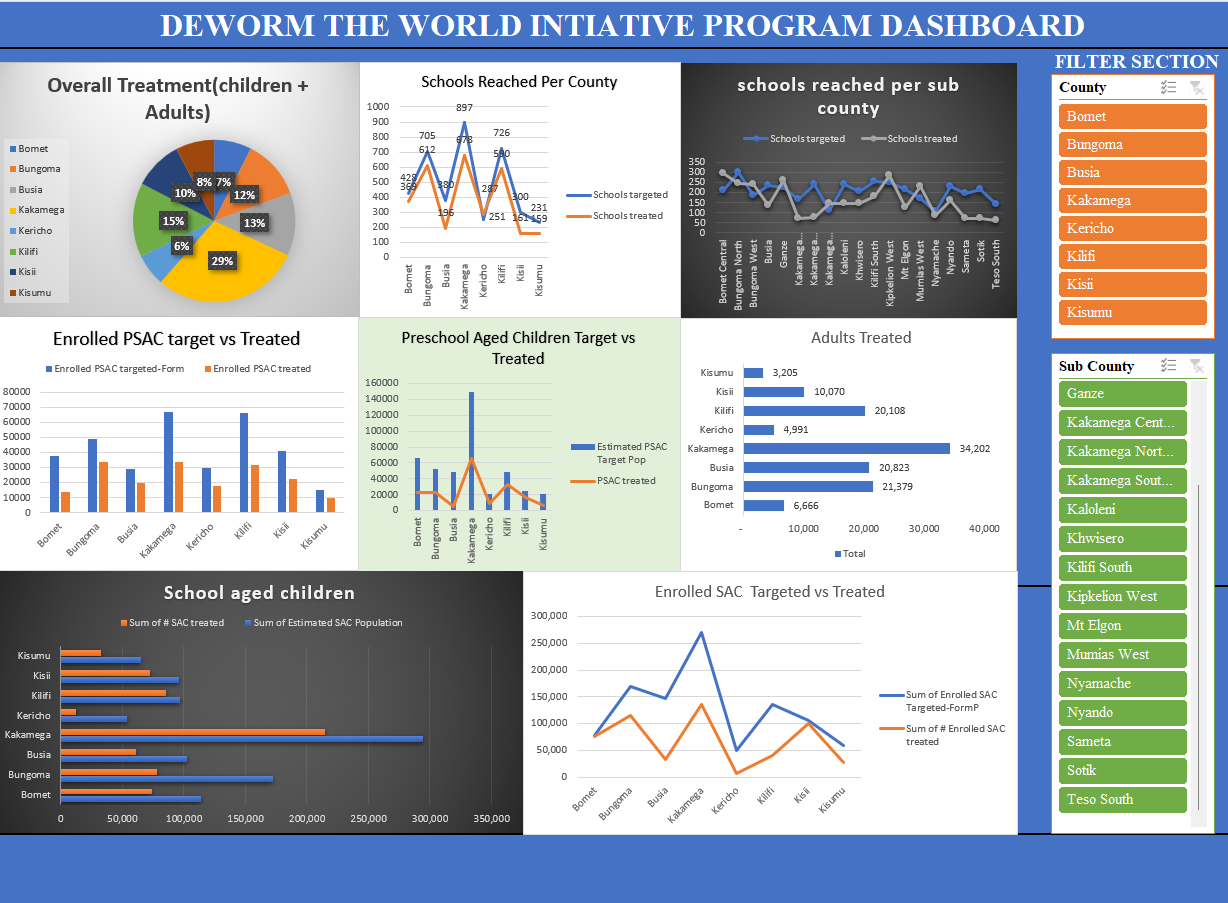 DEWORM THE WORLD INTIATIVE PROGRAM DASHBOARD
Overall Treatment(children +
Adults)
Bomet
Bungoma
Busia
Kakamega
Kericho
Kilifi
Kisii
Kisumu
7%
12%
13%
29%
6%
15%
10%
8%
Schools Reached Per County
1000
900
800
700
600
500
400
300
200
100
0
428
705
380
897
251
726
300
231
369
612
196
678
287
590
161
159
Bomet
Bungoma
Busia
Kakamega
Kericho
Kilifi
Kisii
Kisumu
Schools targeted
Schools treated
schools reached per sub
county
Schools targeted
Schools treated
350
300
250
200
150
100
50
0
Bomet Central
Bungoma North
Bungoma West
Busia
Ganze
Kakamega…
Kakamega…
Kakamega…
Kaloleni
Khwisero
Kilifi South
Kipkelion West
Mt Elgon
Mumias West
Nyamache
Nyando
Sameta
Sotik
Teso South
Enrolled PSAC target vs Treated
Enrolled PSAC targeted-Form
Enrolled PSAC treated
80000
70000
60000
50000
40000
30000
20000
10000
0
Bomet
Bungoma
Busia
Kakamega
Kericho
Kilifi
Kisii
Kisumu
Preschool Aged Children Target vs
Treated
160000
140000
120000
100000
80000
60000
40000
20000
0
Bomet
Bungoma
Busia
Kakamega
Kericho
Kilifi
Kisii
Kisumu
Estimated PSAC
Target Pop
PSAC treated
Adults Treated
Kisumu 3,205
Kisii 10,070
Kilifi 20,108
Kericho 4,991
Kakamega 34,202
Busia 20,823
Bungoma 21,379
Bomet 6,666
- 10,000 20,000 30,000 40,000
Total
School aged children
Sum of # SAC treated
Sum of Estimated SAC Population
Kisumu
Kisii
Kilifi
Kericho
Kakamega
Busia
Bungoma
Bomet
0 50,000 100,000 150,000 200,000 250,000 300,000 350,000
Enrolled SAC Targeted vs Treated
300,000
250,000
200,000
150,000
100,000
50,000
0
Bomet
Bungoma
Busia
Kakamega
Kericho
Kilifi
Kisii
Kisumu
Sum of Enrolled SAC
Targeted-FormP
Sum of # Enrolled SAC
treated
FILTER SECTION
County
Bomet
Bungoma
Busia
Kakamega
Kericho
Kilifi
Kisii
Kisumu
Sub County
Ganze
Kakamega Cent...
Kakamega Nort...
Kakamega Sout...
Kaloleni
Khwisero
Kilifi South
Kipkelion West
Mt Elgon
Mumias West
Nyamache
Nyando
Sameta
Sotik
Teso South